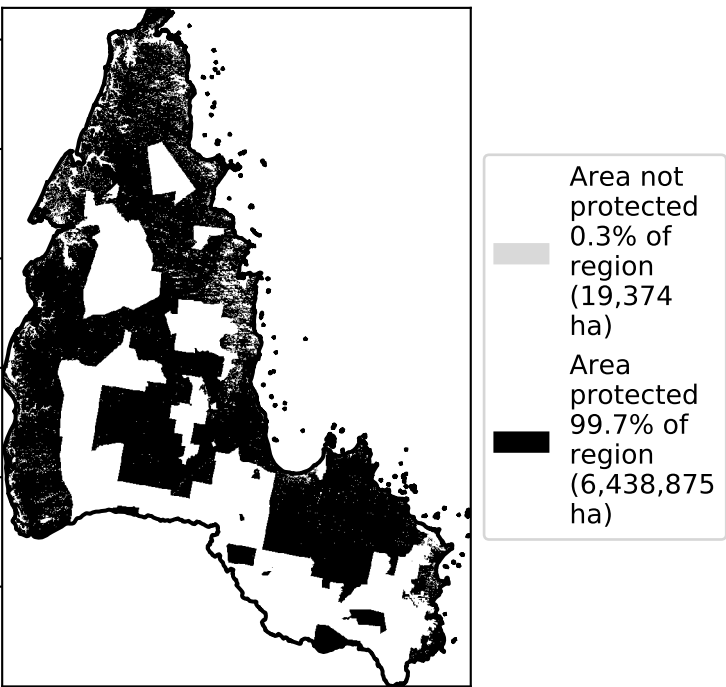 Area not
protected
0.3% of
region
(19,374
ha)
Area
protected
99.7% of
region
(6,438,875
ha)